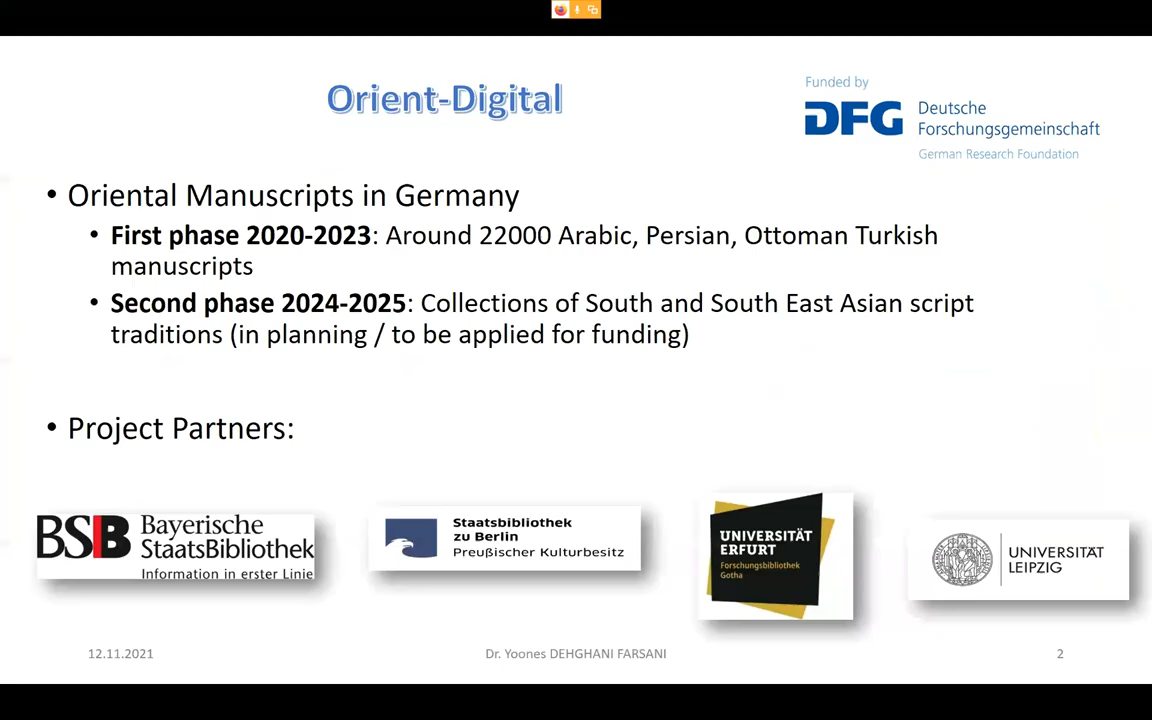 Orient-Digital
Funded by
DFG
Deutsche
Forschungsgemeinschaft
German Research Foundation
• Oriental Manuscripts in Germany
• First phase 2020-2023: Around 22000 Arabic, Persian, Ottoman Turkish
manuscripts
• Second phase 2024-2025: Collections of South and South East Asian script
traditions (in planning / to be applied for funding)
• Project Partners:
BSB
Bayerische
StaatsBibliothek
Information in erster Linie
Staatsbibliothek
zu Berlin
Preußischer Kulturbesitz
UNIVERSITÄT
ERFURT
Forschungsbibliothek
Gotha
UNIVERSITÄT
LEIPZIG
12.11.2021
Dr. Yoones DEHGHANI FARSANI
2